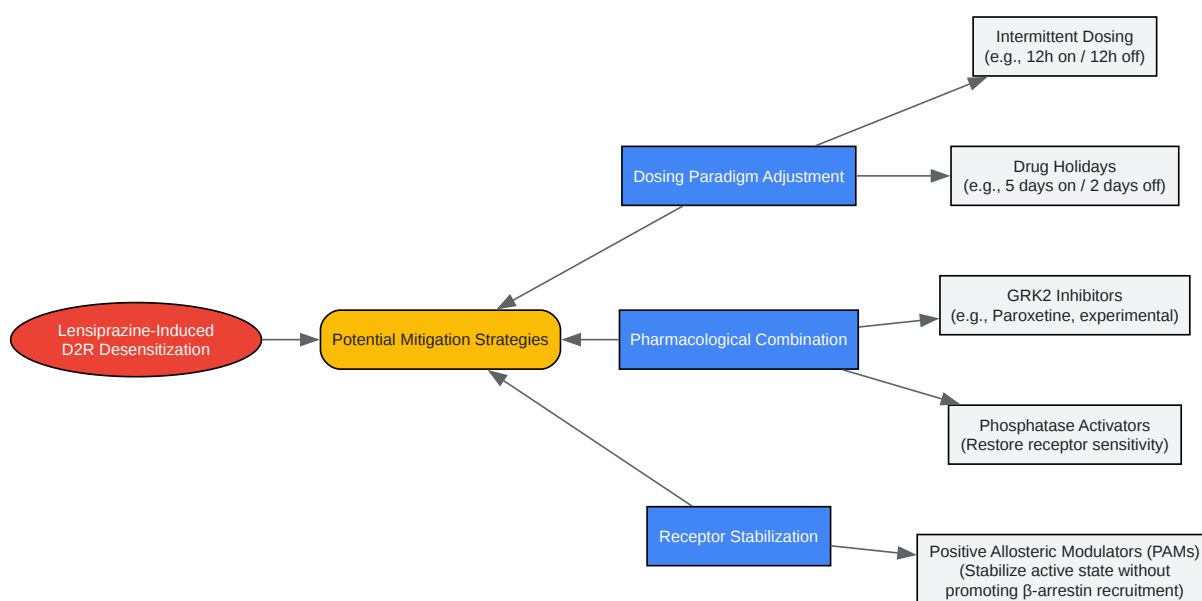 Lensiprazine-Induced
D2R Desensitization
Potential Mitigation Strategies
Dosing Paradigm Adjustment
Intermittent Dosing
(e.g., 12h on / 12h off)
Drug Holidays
(e.g., 5 days on / 2 days off)
Pharmacological Combination
GRK2 Inhibitors
(e.g., Paroxetine, experimental)
Phosphatase Activators
(Restore receptor sensitivity)
Receptor Stabilization
Positive Allosteric Modulators (PAMs)
(Stabilize active state without
promoting β-arrestin recruitment)